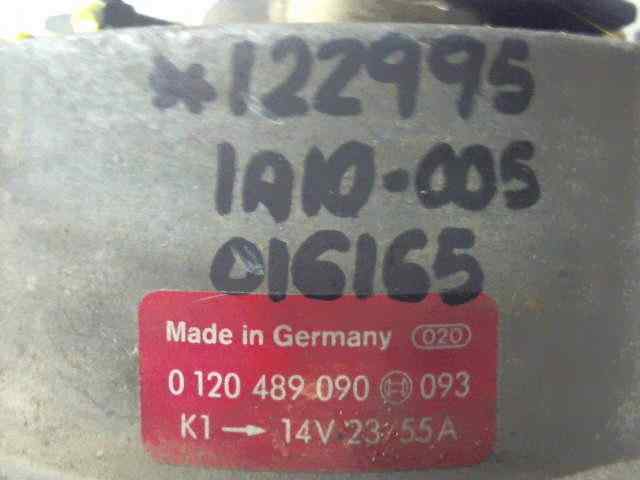 *122995
1A10-005
016165
Made in Germany 020
0 120 489 090 093
K1 → 14V 23/55A